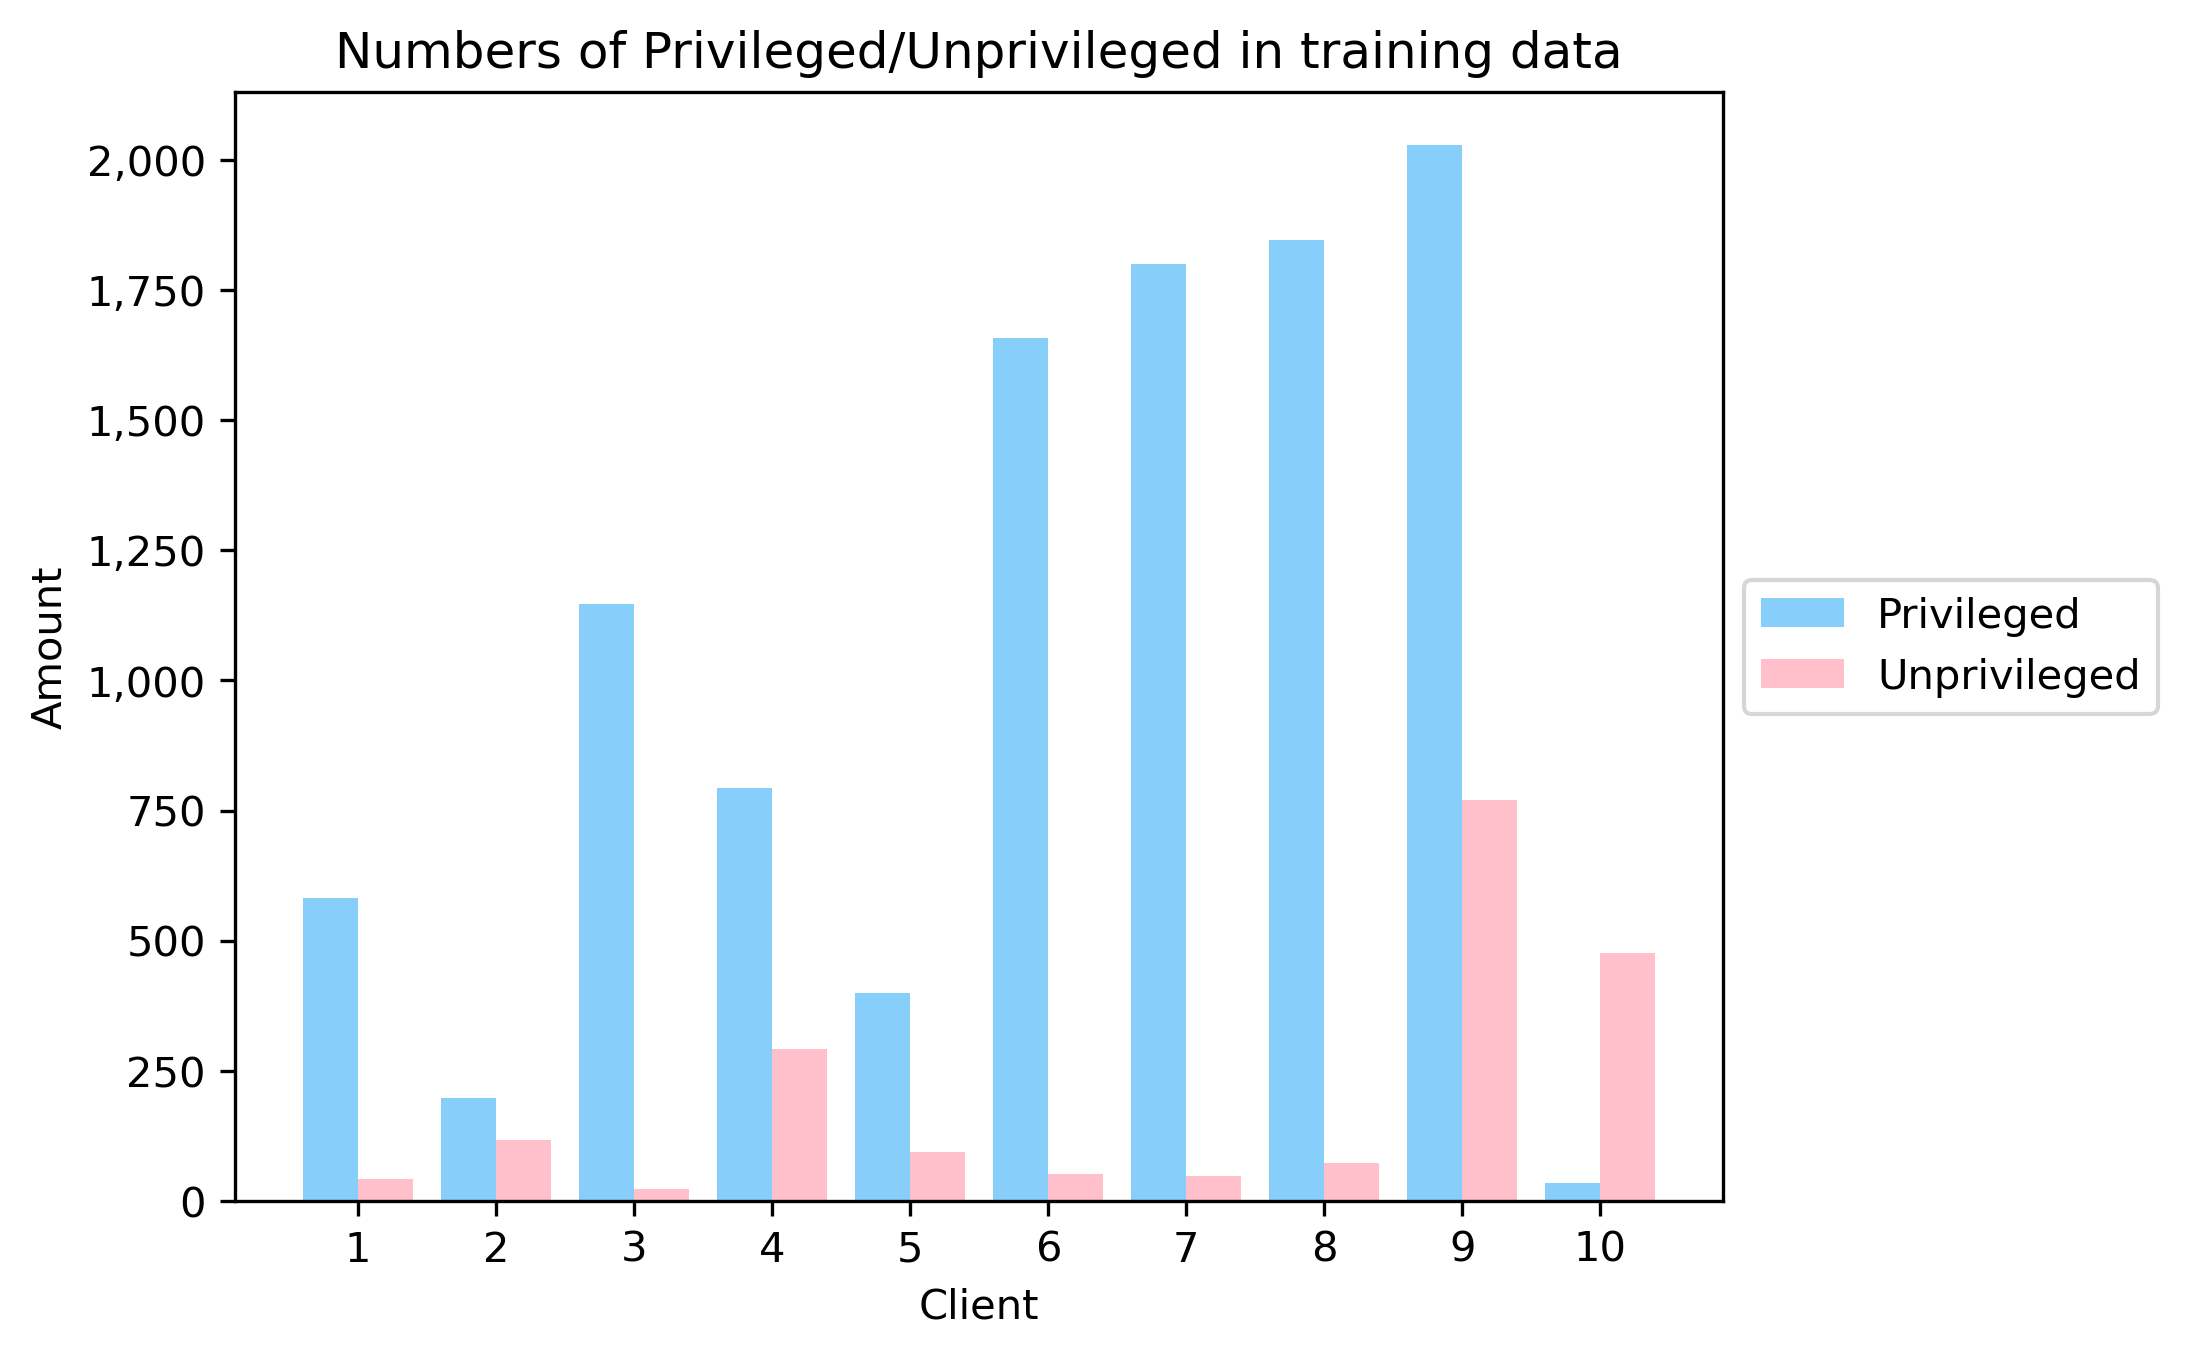 Numbers of Privileged/Unprivileged in training data
2,000
1,750
1,500
1,250
1,000
750
500
250
0
Amount
1 2 3 4 5 6 7 8 9 10
Client
Privileged
Unprivileged